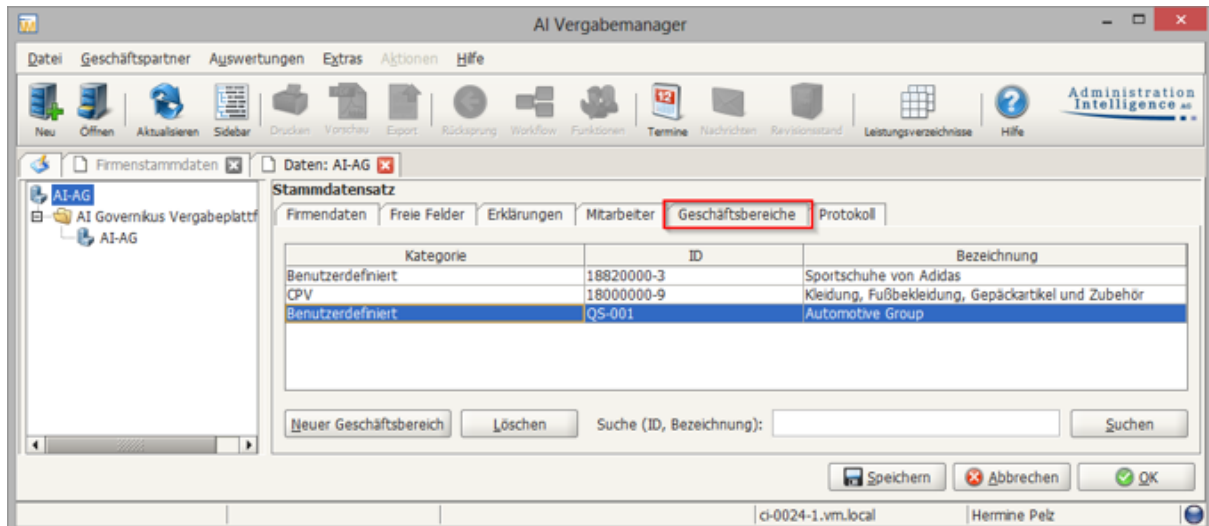 AI Vergabemanager
Datei Geschäftspartner Auswertungen Extras Aktionen Hilfe
Neu Öffnen Aktualisieren Sidebar Drucken Vorschau Export Rücksprung Workflow Funktionen Termine Nachrichten Revisionsstand Leistungsverzeichnisse Hilfe
12
Administration
Intelligence AG
Firmenstammdaten Daten: AI-AG
AI-AG
AI Governikus Vergabeplattf
AI-AG
Stammdatensatz
Firmendaten Freie Felder Erklärungen Mitarbeiter Geschäftsbereiche Protokoll
Kategorie ID Bezeichnung
Benutzerdefiniert 18820000-3 Sportschuhe von Adidas
CPV 18000000-9 Kleidung, Fußbekleidung, Gepäckartikel und Zubehör
Benutzerdefiniert QS-001 Automotive Group
Neuer Geschäftsbereich Löschen Suche (ID, Bezeichnung): Suchen
Speichern Abbrechen OK
ci-0024-1.vm.local Hermine Pelz